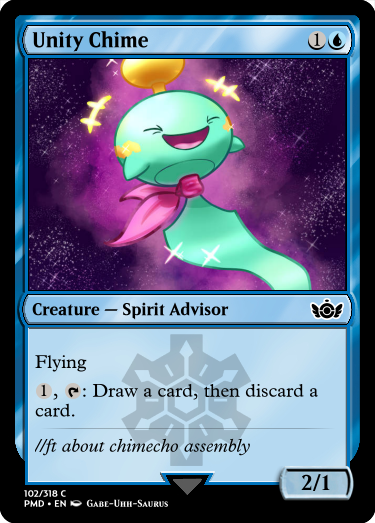 Unity Chime 1
Creature — Spirit Advisor
Flying
1, : Draw a card, then discard a
card.
//ft about chimecho assembly
2/1
102/318 C
PMD • EN Gabe-Uhh-Saurus